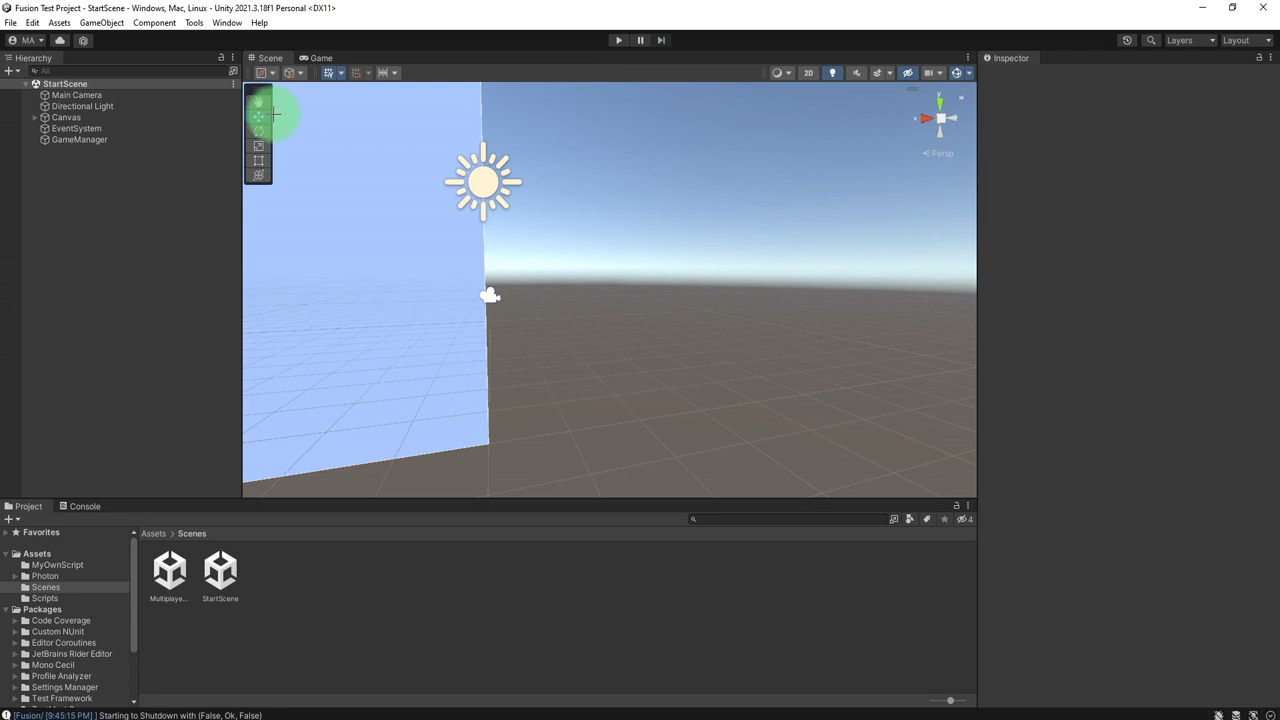 Fusion Test Project - StartScene - Windows, Mac, Linux - Unity 2021.3.18f1 Personal <DX11>
File Edit Assets GameObject Component Tools Window Help
MA Layers Layout
Hierarchy Scene Game Inspector
All 2D
StartScene
Main Camera
Directional Light
Canvas
EventSystem
GameManager
y
x
Persp
Project Console
4
Favorites
Assets > Scenes
Assets
MyOwnScript
Photon
Scenes
Scripts
Multiplaye... StartScene
Packages
Code Coverage
Custom NUnit
Editor Coroutines
JetBrains Rider Editor
Mono Cecil
Profile Analyzer
Settings Manager
Test Framework
[Fusion/ [9:45:15 PM] ] Starting to Shutdown with (False, Ok, False)